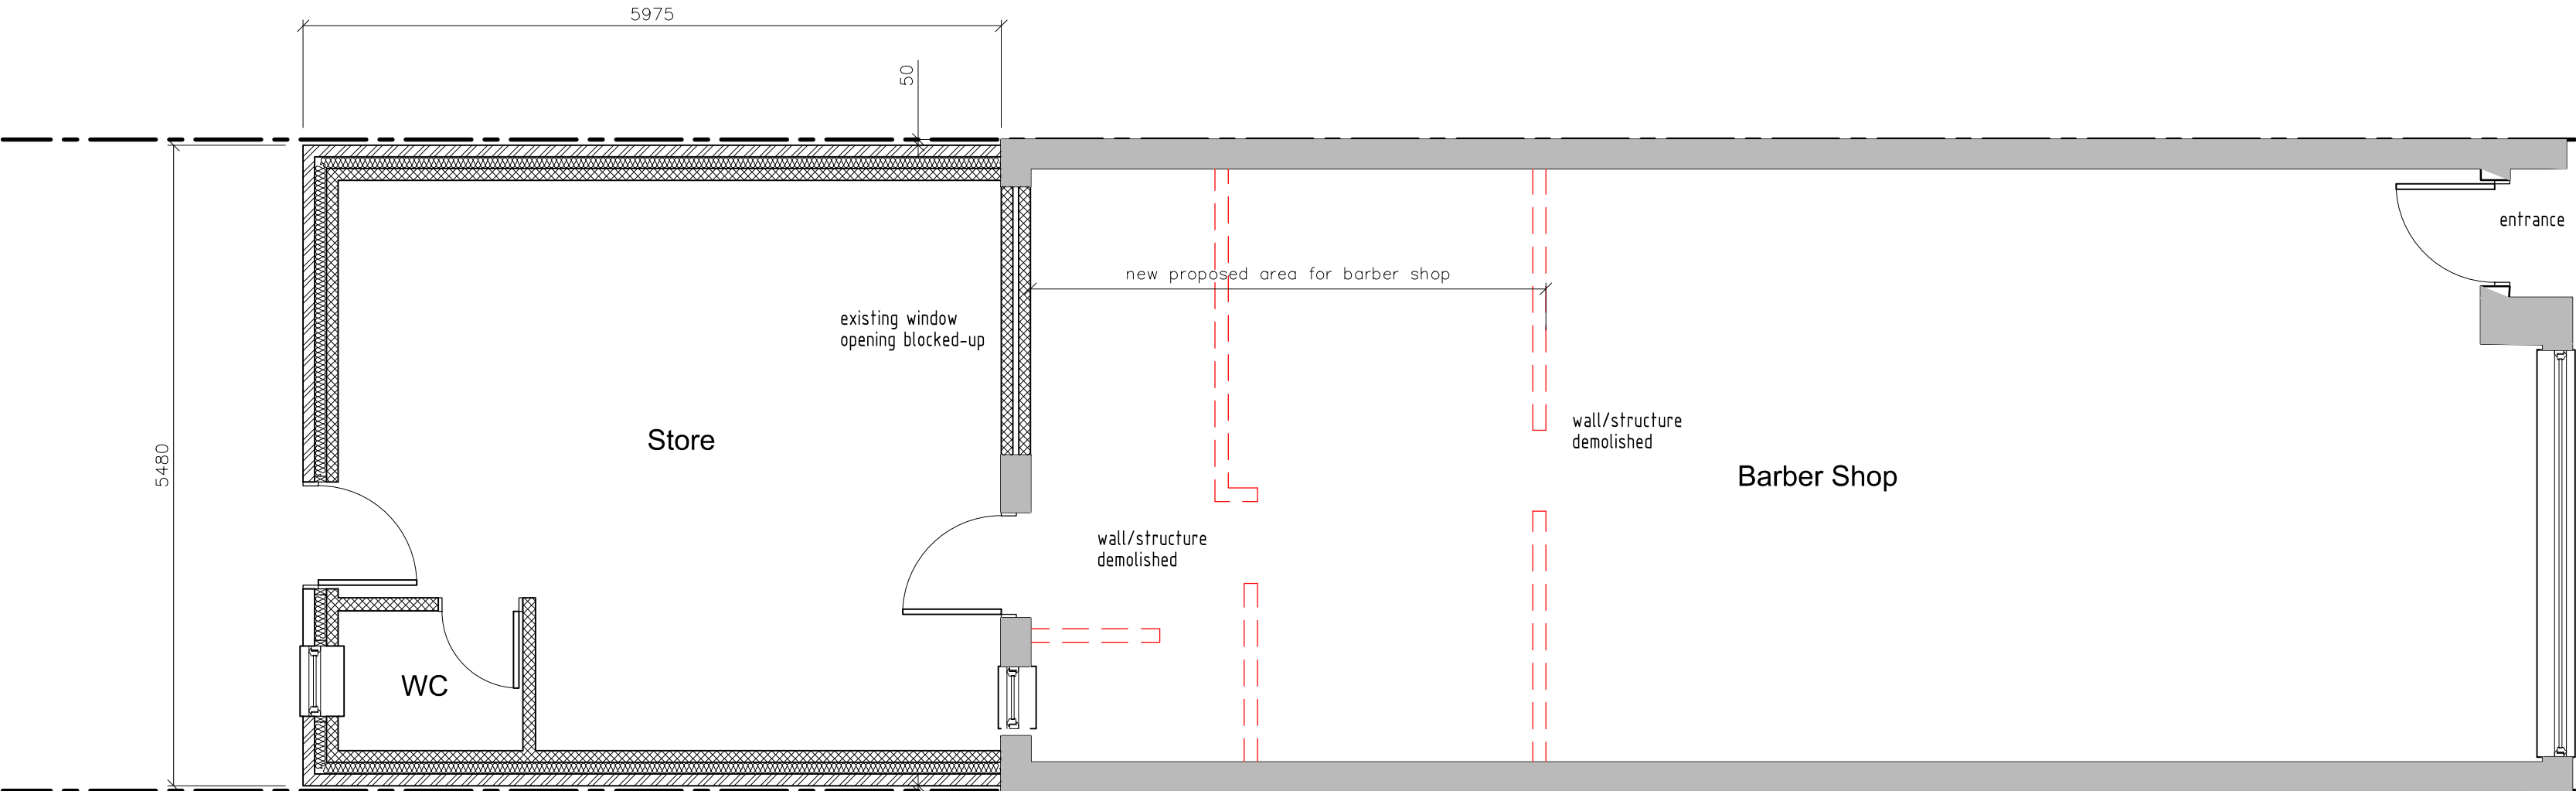 5975
50
entrance
new proposed area for barber shop
existing window
opening blocked-up
wall/structure
demolished
Store
5480
Barber Shop
wall/structure
demolished
WC